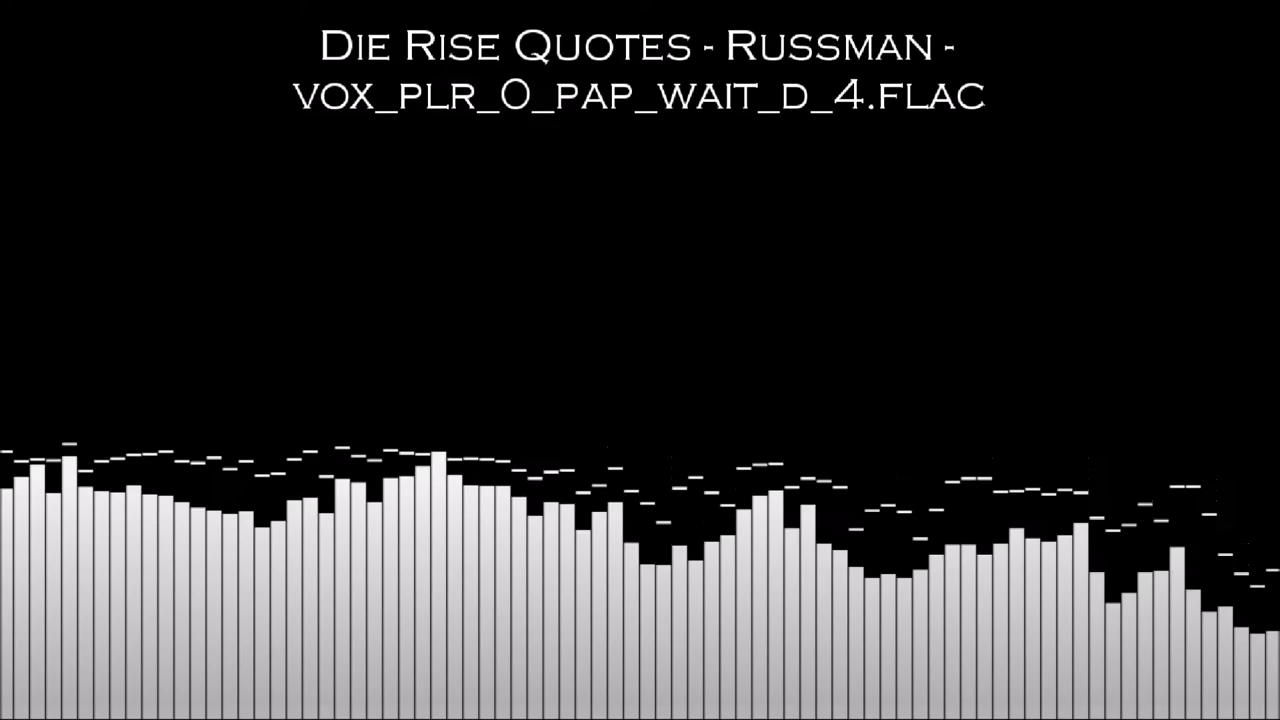 Die Rise Quotes - Russman -
vox_plr_0_pap_wait_d_4.flac